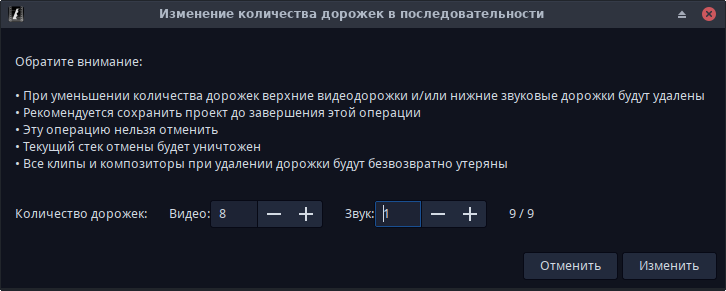 Изменение количества дорожек в последовательности
Обратите внимание:
• При уменьшении количества дорожек верхние видеодорожки и/или нижние звуковые дорожки будут удалены
• Рекомендуется сохранить проект до завершения этой операции
• Эту операцию нельзя отменить
• Текущий стек отмены будет уничтожен
• Все клипы и композиторы при удалении дорожки будут безвозвратно утеряны
Количество дорожек: Видео: 8 Звук: 1 9 / 9
Отменить Изменить